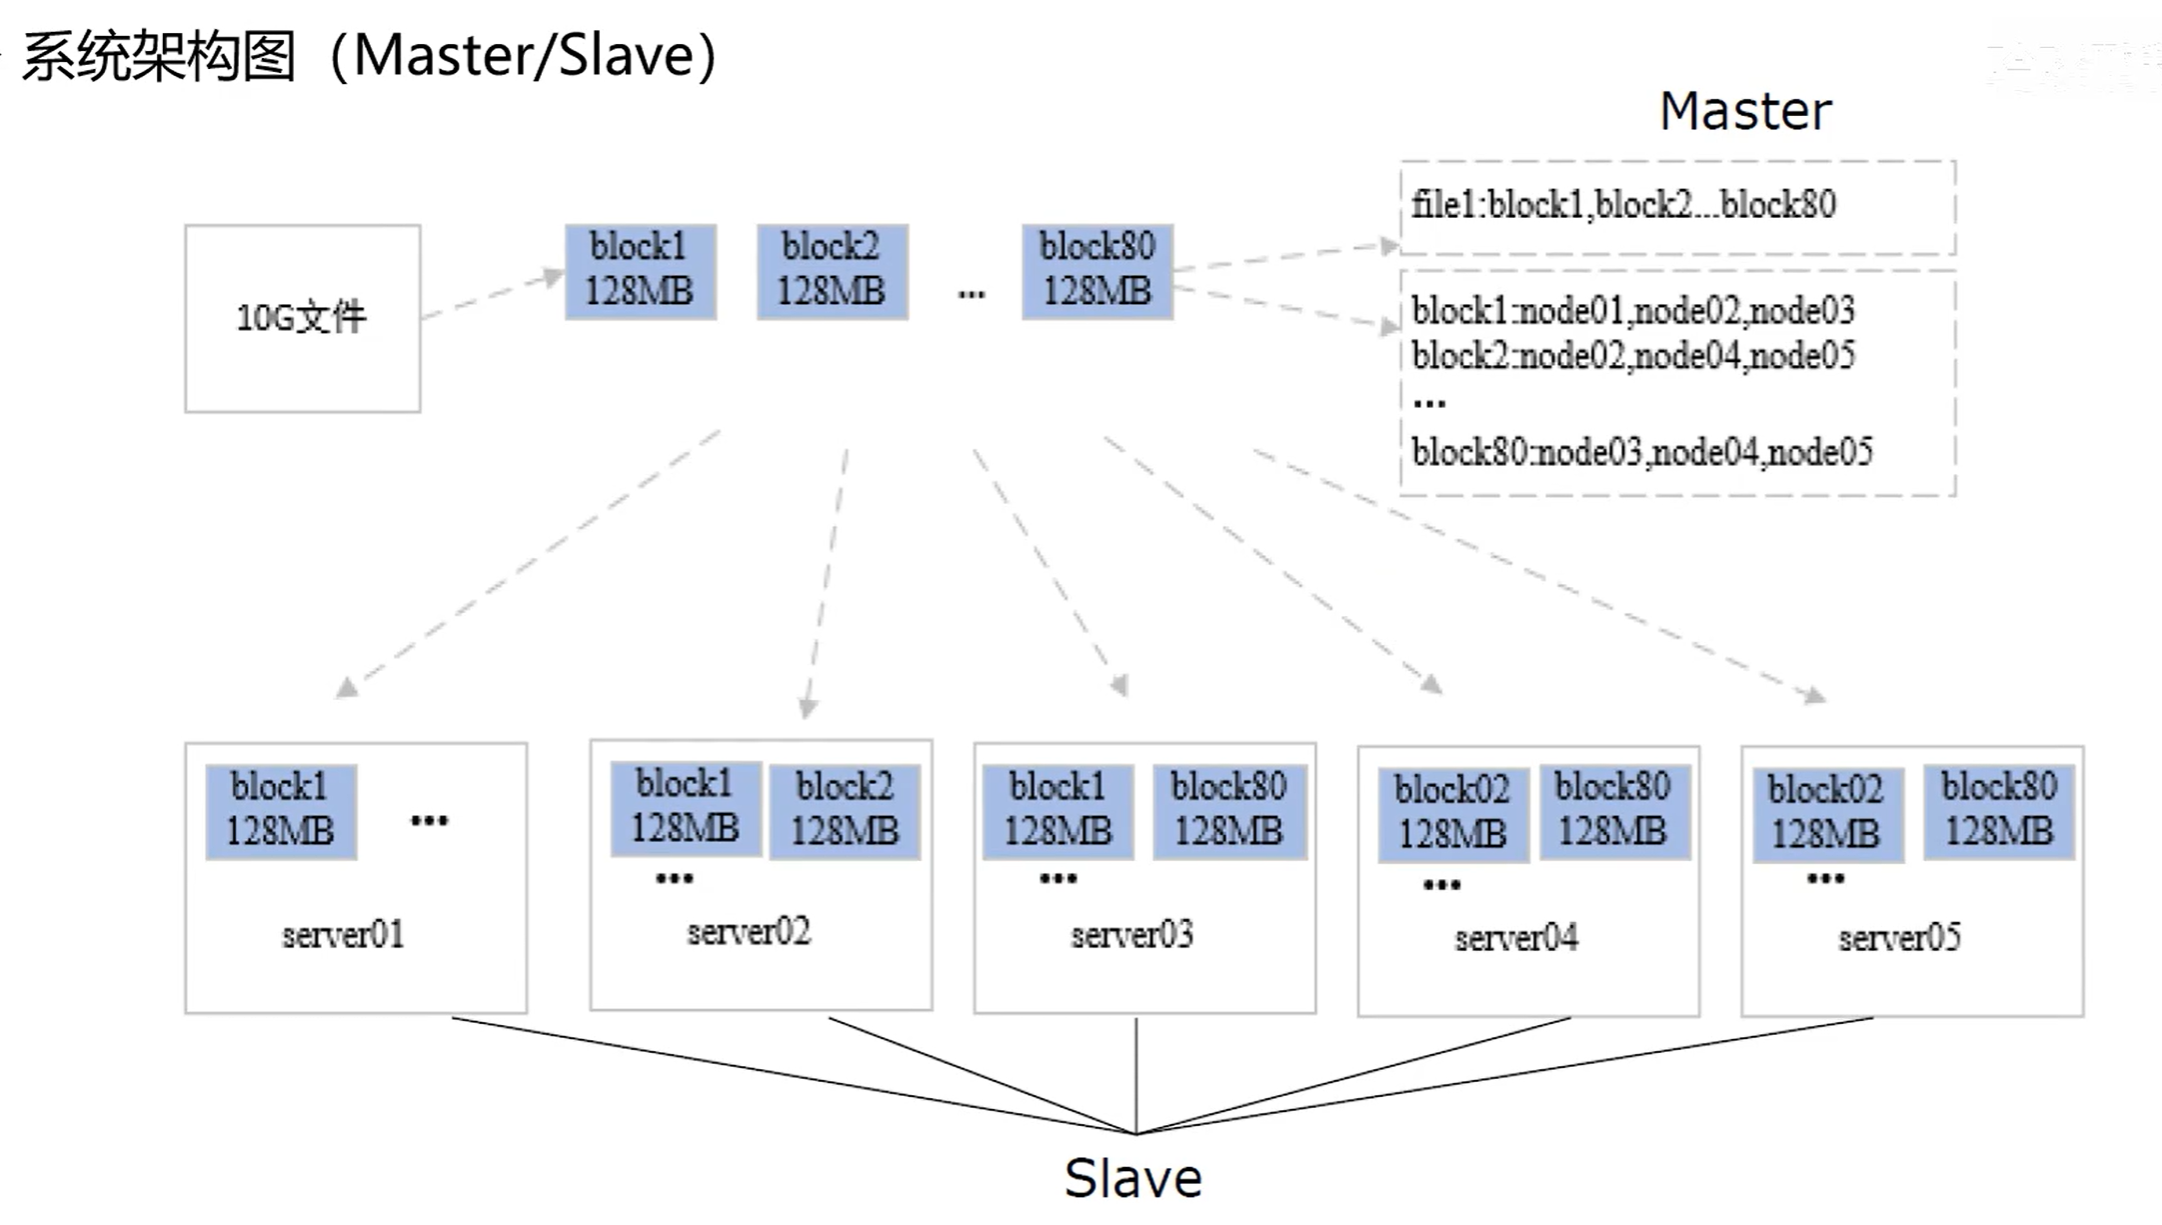 系统架构图（Master/Slave）
Master
file1:block1,block2...block80
10G文件
block1
128MB
block2
128MB
...
block80
128MB
block1:node01,node02,node03
block2:node02,node04,node05
...
block80:node03,node04,node05
block1
128MB
...
server01
block1
128MB
block2
128MB
...
server02
block1
128MB
block80
128MB
...
server03
block02
128MB
block80
128MB
...
server04
block02
128MB
block80
128MB
...
server05
Slave